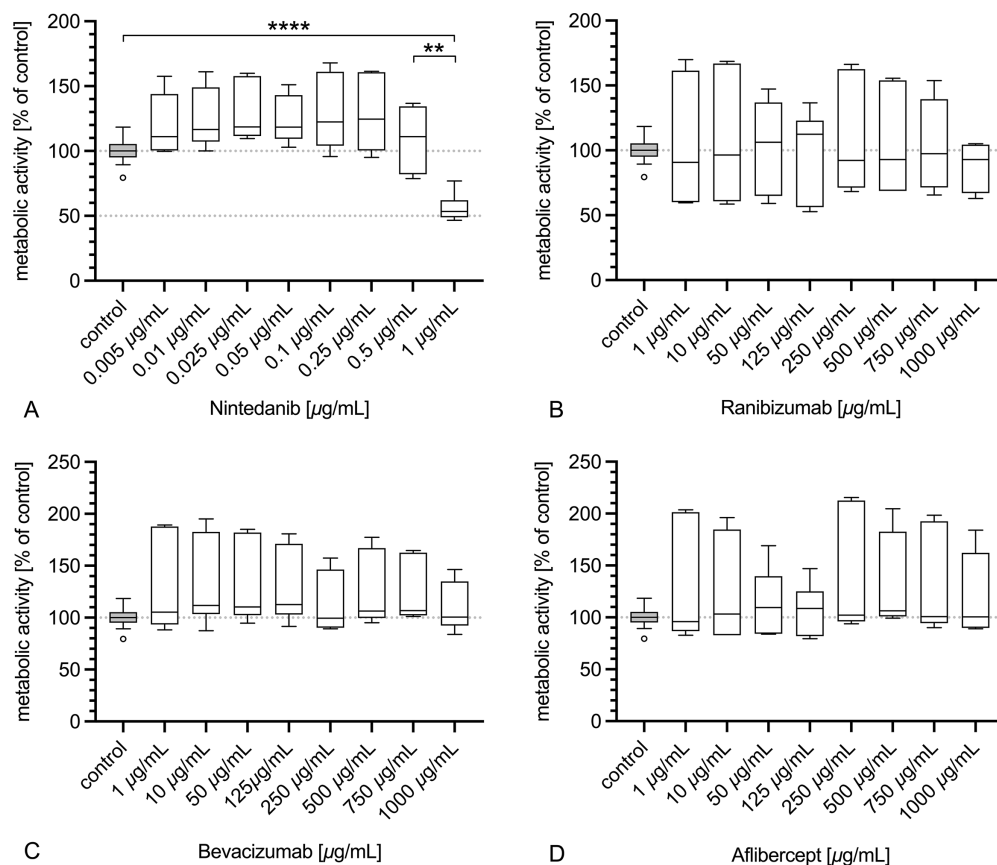 metabolic activity [% of control]
200
150
100
50
0
****
**
control
0.005 µg/mL
0.01 µg/mL
0.025 µg/mL
0.05 µg/mL
0.1 µg/mL
0.25 µg/mL
0.5 µg/mL
1 µg/mL
A
Nintedanib [µg/mL]
metabolic activity [% of control]
200
150
100
50
0
control
1 µg/mL
10 µg/mL
50 µg/mL
125 µg/mL
250 µg/mL
500 µg/mL
750 µg/mL
1000 µg/mL
B
Ranibizumab [µg/mL]
metabolic activity [% of control]
250
200
150
100
50
0
control
1 µg/mL
10 µg/mL
50 µg/mL
125µg/mL
250 µg/mL
500 µg/mL
750 µg/mL
1000 µg/mL
C
Bevacizumab [µg/mL]
metabolic activity [% of control]
250
200
150
100
50
0
control
1 µg/mL
10 µg/mL
50 µg/mL
125 µg/mL
250 µg/mL
500 µg/mL
750 µg/mL
1000 µg/mL
D
Aflibercept [µg/mL]